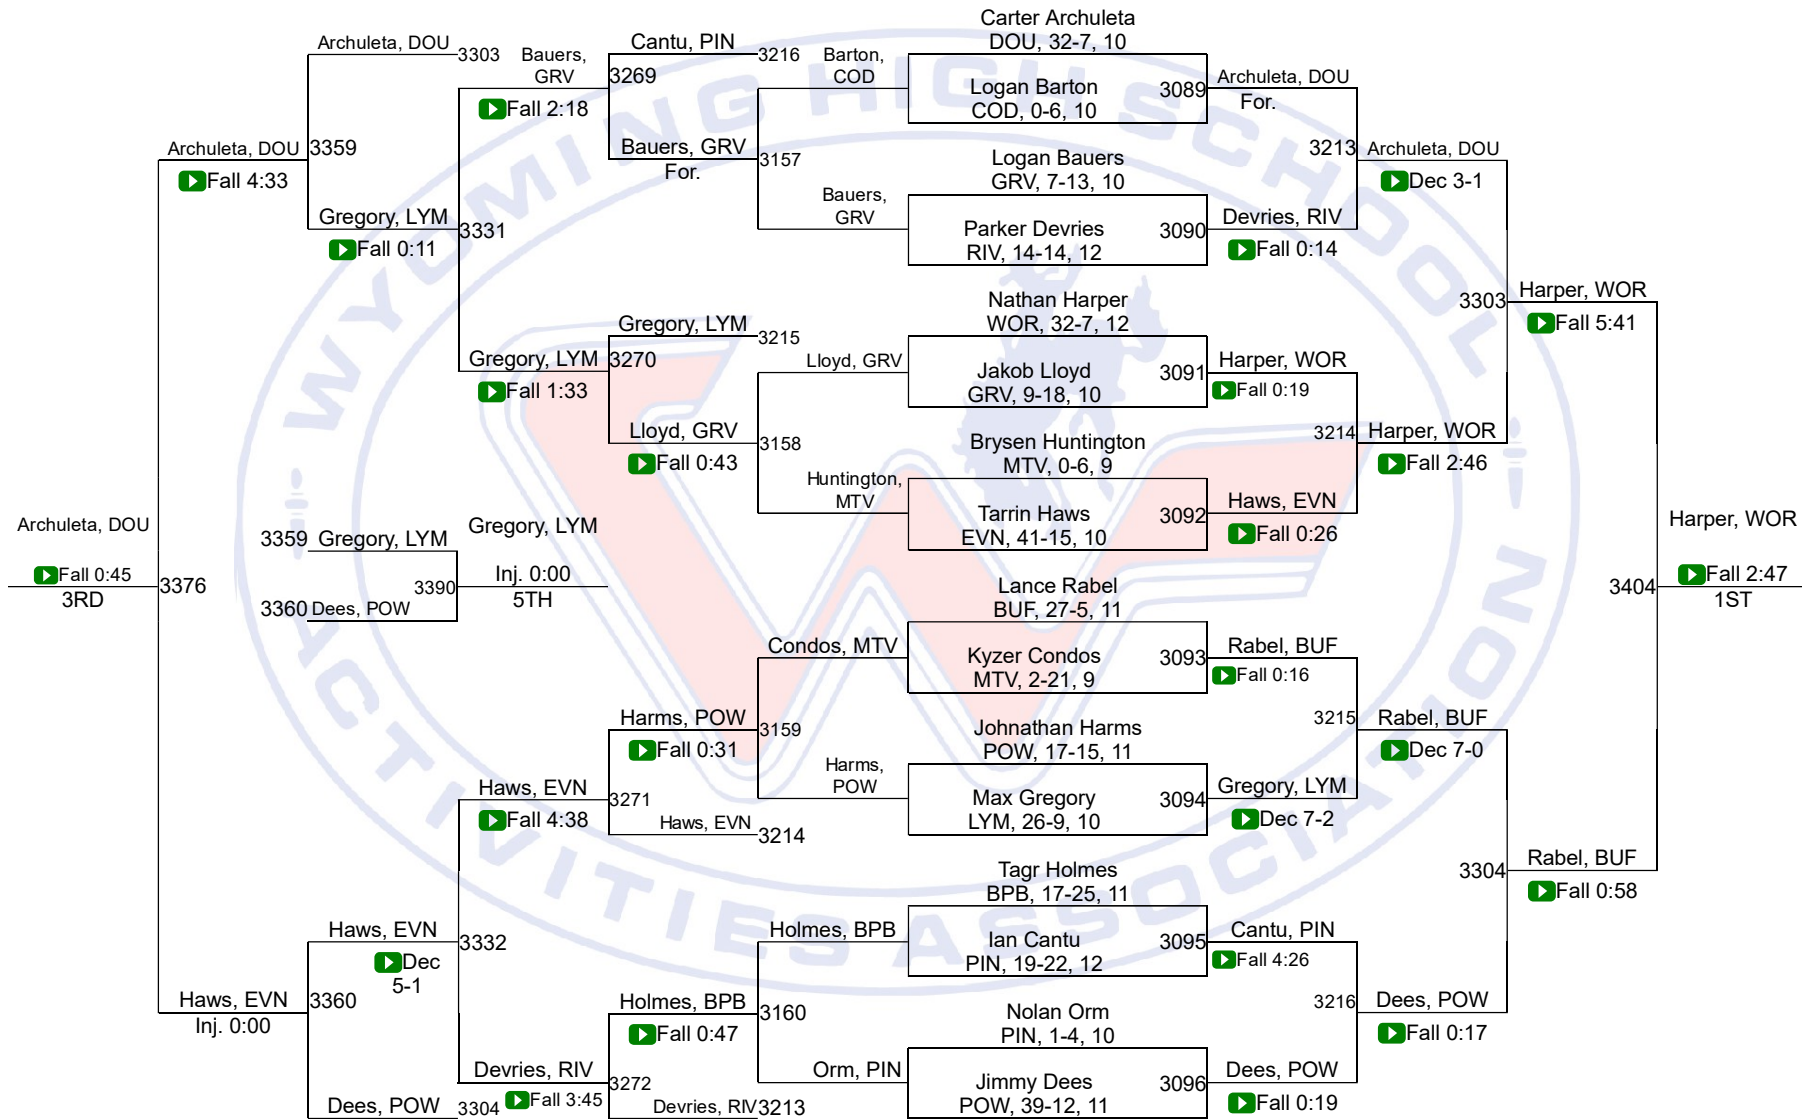 Archuleta, DOU
3303
Bauers,
GRV
Fall 2:18
Cantu, PIN
3216
3269
Bauers, GRV
For.
3157
Barton,
COD
Bauers,
GRV
Carter Archuleta
DOU, 32-7, 10
Logan Barton
COD, 0-6, 10
3089
Archuleta, DOU
For.
Logan Bauers
GRV, 7-13, 10
Parker Devries
RIV, 14-14, 12
3090
Devries, RIV
Fall 0:14
3213
Archuleta, DOU
Dec 3-1
Archuleta, DOU
Fall 4:33
3359
Gregory, LYM
Fall 0:11
3331
Gregory, LYM
Fall 1:33
Gregory, LYM
3215
3270
Lloyd, GRV
Fall 0:43
3158
Lloyd, GRV
Huntington,
MTV
Nathan Harper
WOR, 32-7, 12
Jakob Lloyd
GRV, 9-18, 10
3091
Harper, WOR
Fall 0:19
Brysen Huntington
MTV, 0-6, 9
Tarrin Haws
EVN, 41-15, 10
3092
Haws, EVN
Fall 0:26
3214
Harper, WOR
Fall 2:46
3303
Harper, WOR
Fall 5:41
Archuleta, DOU
Fall 0:45
3RD
3376
3359
Gregory, LYM
3360
Dees, POW
3390
Gregory, LYM
Inj. 0:00
5TH
3404
Harper, WOR
Fall 2:47
1ST
Lance Rabel
BUF, 27-5, 11
Condos, MTV
Kyzer Condos
MTV, 2-21, 9
3093
Rabel, BUF
Fall 0:16
Harms, POW
Fall 0:31
3159
Harms,
POW
Johnathan Harms
POW, 17-15, 11
Max Gregory
LYM, 26-9, 10
3094
Gregory, LYM
Dec 7-2
3215
Rabel, BUF
Dec 7-0
Haws, EVN
Fall 4:38
3271
Haws, EVN
3214
3304
Rabel, BUF
Fall 0:58
Haws, EVN
Inj. 0:00
3360
Haws, EVN
Dec
5-1
3332
Holmes, BPB
Tagr Holmes
BPB, 17-25, 11
Ian Cantu
PIN, 19-22, 12
3095
Cantu, PIN
Fall 4:26
Holmes, BPB
Fall 0:47
3160
Orm, PIN
Nolan Orm
PIN, 1-4, 10
Jimmy Dees
POW, 39-12, 11
3096
Dees, POW
Fall 0:19
3216
Dees, POW
Fall 0:17
Devries, RIV
Fall 3:45
3272
Devries, RIV
3213
Dees, POW
3304
WYOMING HIGH SCHOOL
ACTIVITIES ASSOCIATION